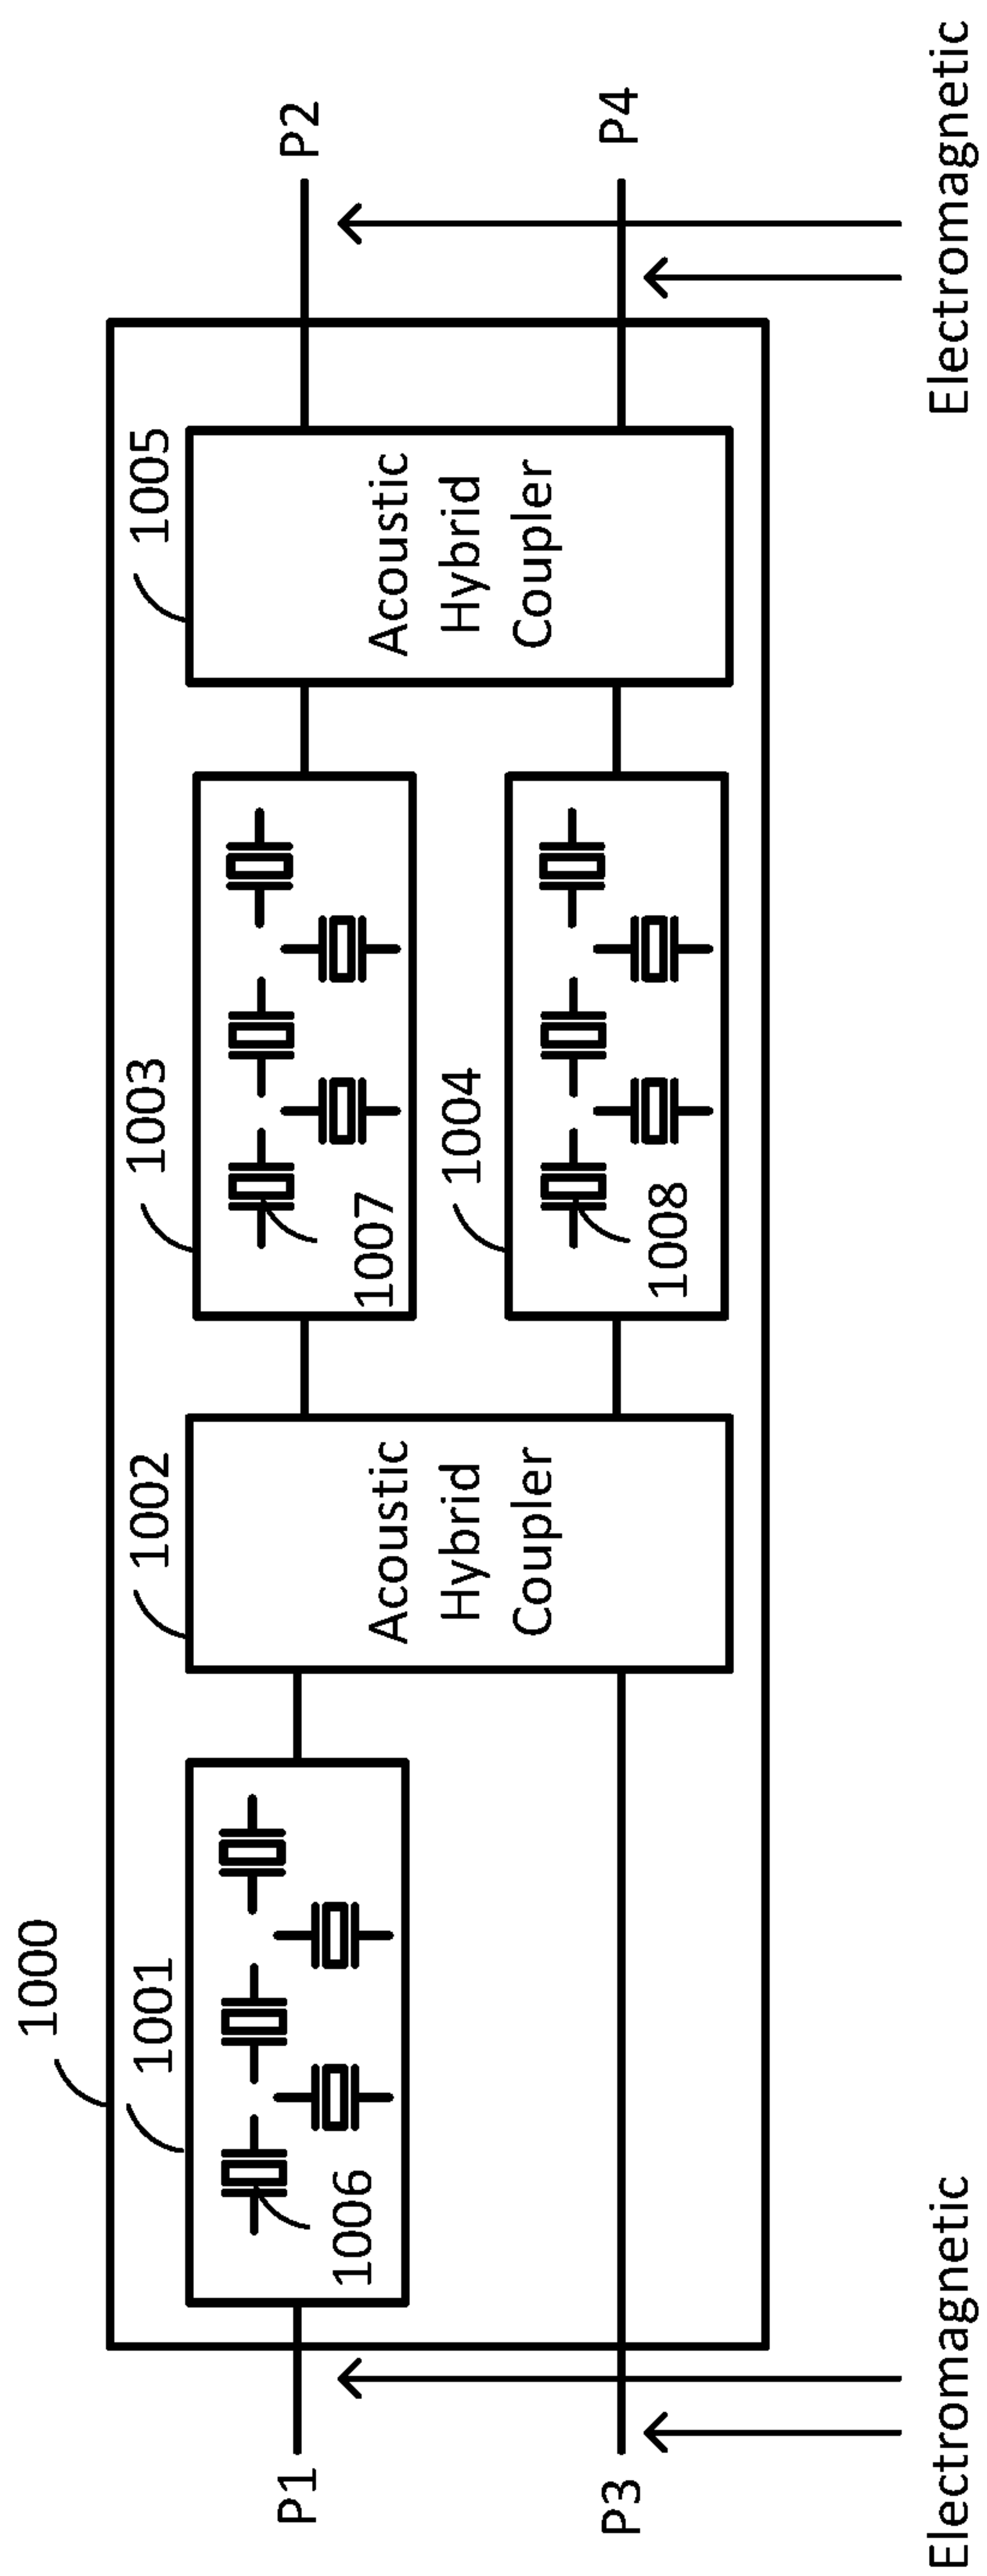 1000
1001
1002
1003
1005
P1
1006
Acoustic
Hybrid
Coupler
1007
1004
1008
Acoustic
Hybrid
Coupler
P2
P3
P4
Electromagnetic
Electromagnetic